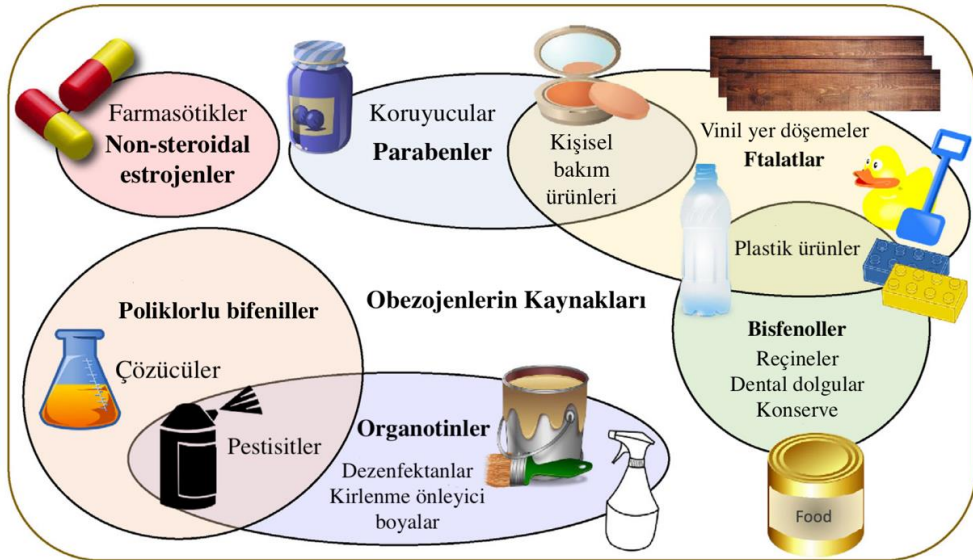 Farmasötikler
Non-steroidal
estrojenler
Koruyucular
Parabenler
Kişisel
bakım
ürünleri
Vinil yer döşemeler
Ftalatlar
Plastik ürünler
Obezojenlerin Kaynakları
Poliklorlu bifeniller
Çözücüler
Pestisitler
Organotinler
Dezenfektanlar
Kirlenme önleyici
boyalar
Bisfenoller
Reçineler
Dental dolgular
Konserve
Food